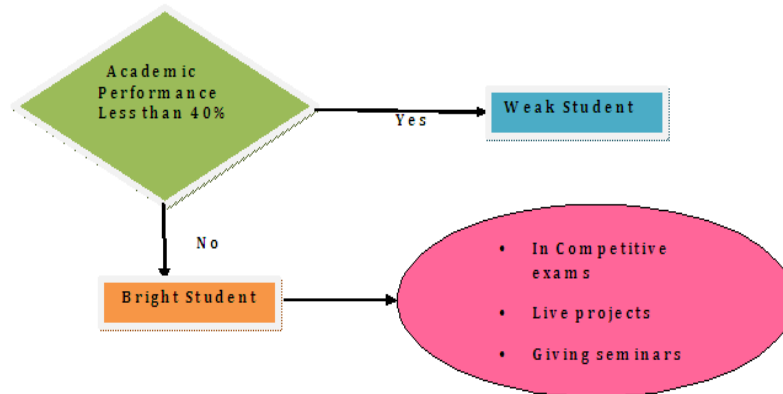 Academic
Performance
Less than 40%
Yes
Weak Student
No
Bright Student
• In Competitive
exams
• Live projects
• Giving seminars